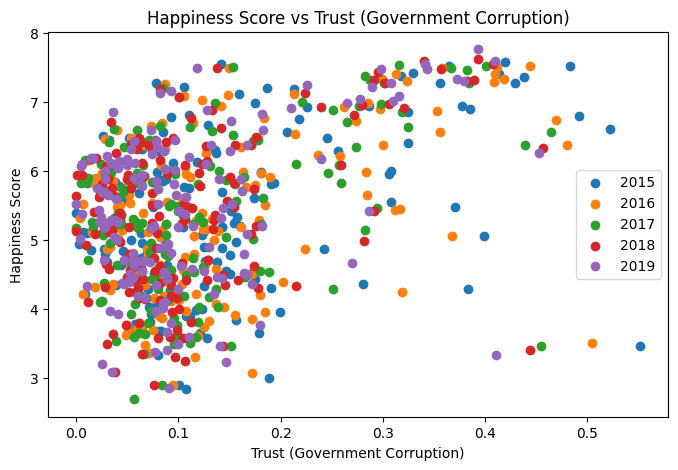 Happiness Score vs Trust (Government Corruption)
8
7
6
5
4
3
Happiness Score
2015
2016
2017
2018
2019
0.0 0.1 0.2 0.3 0.4 0.5
Trust (Government Corruption)